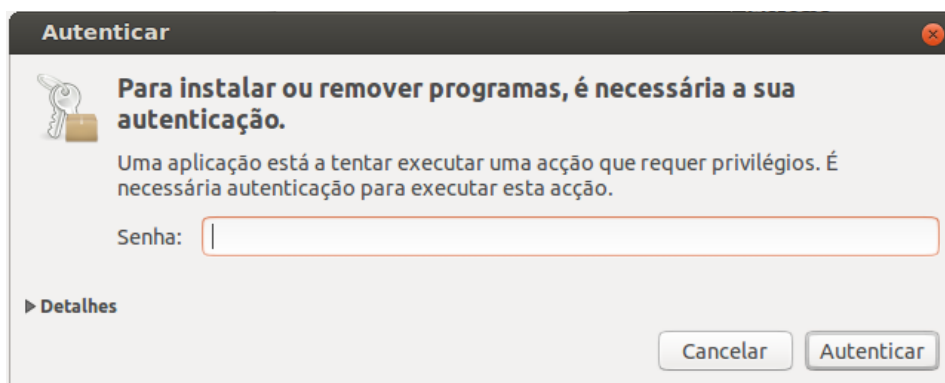 Autenticar
Para instalar ou remover programas, é necessária a sua
autenticação.
Uma aplicação está a tentar executar uma acção que requer privilégios. É
necessária autenticação para executar esta acção.
Senha:
Detalhes
Cancelar Autenticar